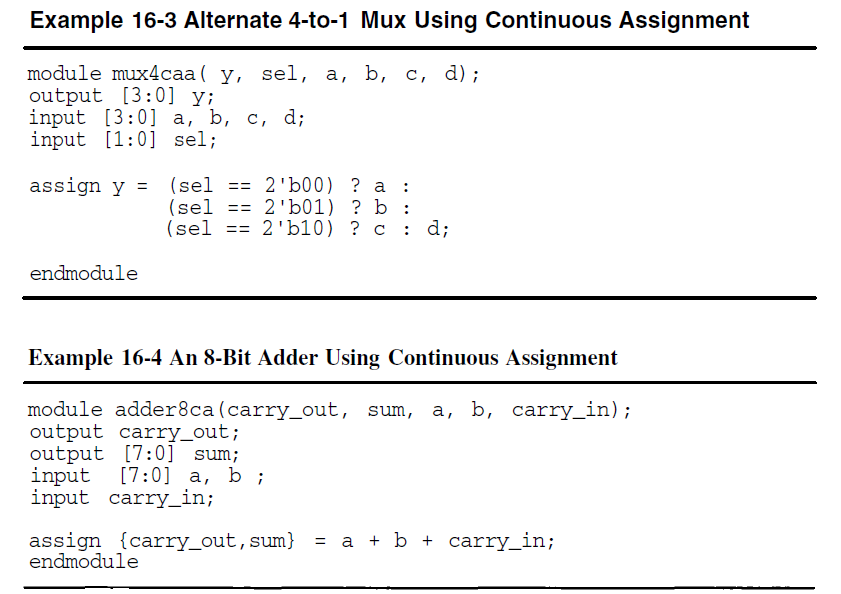 Example 16-3 Alternate 4-to-1 Mux Using Continuous Assignment
module mux4caa( y, sel, a, b, c, d);
output [3:0] y;
input [3:0] a, b, c, d;
input [1:0] sel;
assign y = (sel == 2'b00) ? a :
(sel == 2'b01) ? b :
(sel == 2'b10) ? c : d;
endmodule
Example 16-4 An 8-Bit Adder Using Continuous Assignment
module adder8ca(carry_out, sum, a, b, carry_in);
output carry_out;
output [7:0] sum;
input [7:0] a, b ;
input carry_in;
assign {carry_out,sum} = a + b + carry_in;
endmodule